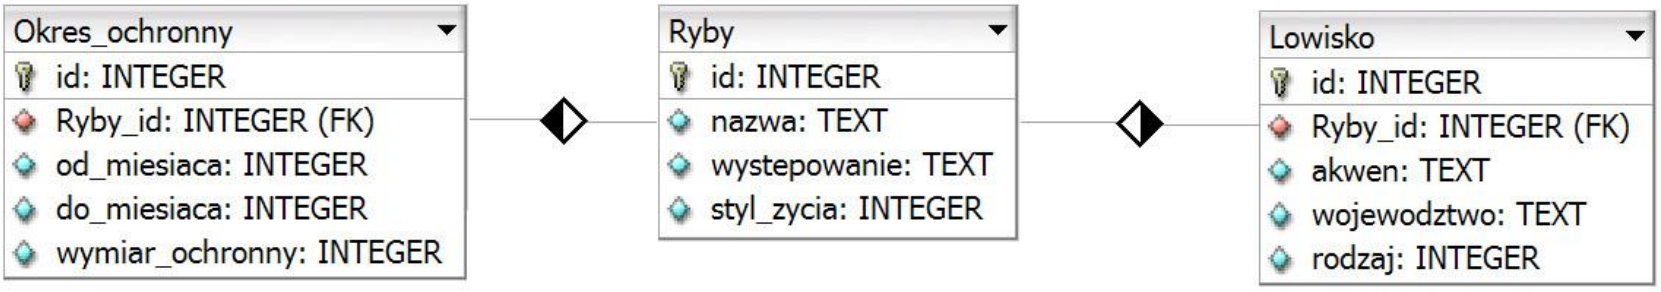 Okres_ochronny
id: INTEGER
Ryby_id: INTEGER (FK)
od_miesiaca: INTEGER
do_miesiaca: INTEGER
wymiar_ochronny: INTEGER
Ryby
id: INTEGER
nazwa: TEXT
wystepowanie: TEXT
styl_zycia: INTEGER
Lowisko
id: INTEGER
Ryby_id: INTEGER (FK)
akwen: TEXT
wojewodztwo: TEXT
rodzaj: INTEGER